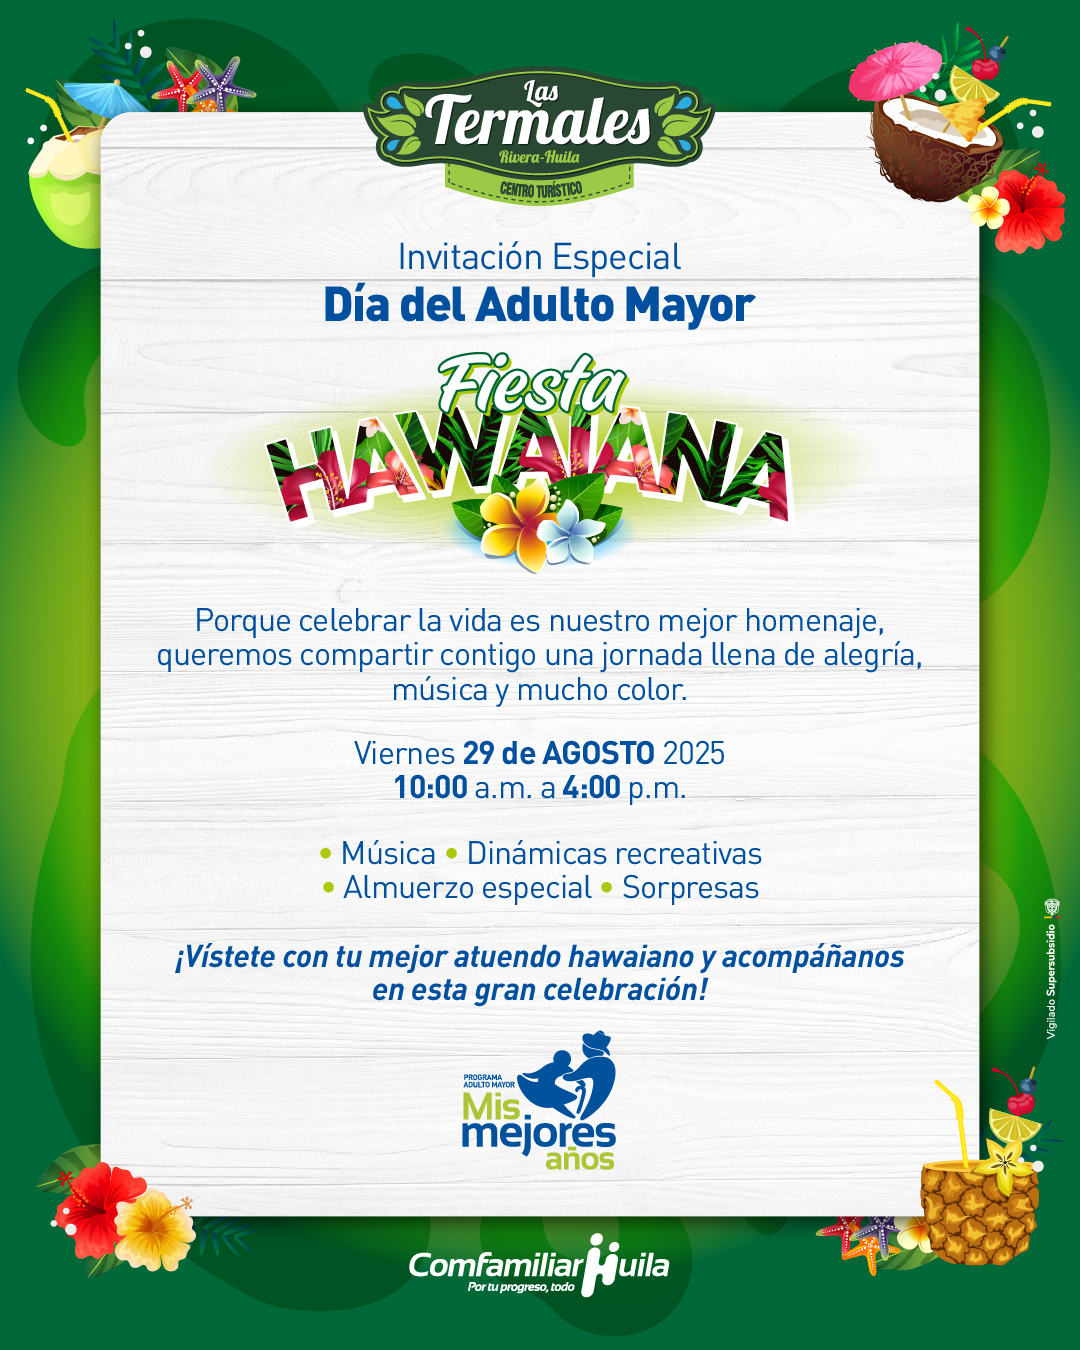 Las
Termales
Rivera-Huila
CENTRO TURÍSTICO
Invitación Especial
Día del Adulto Mayor
Fiesta
HAWAIANA
Porque celebrar la vida es nuestro mejor homenaje,
queremos compartir contigo una jornada llena de alegría,
música y mucho color.
Viernes 29 de AGOSTO 2025
10:00 a.m. a 4:00 p.m.
• Música • Dinámicas recreativas
• Almuerzo especial • Sorpresas
¡Vístete con tu mejor atuendo hawaiano y acompáñanos
en esta gran celebración!
PROGRAMA
ADULTO MAYOR
Mis
mejores
años
Comfamiliar Huila
Por tu progreso, todo
Vigilado Supersubsidio